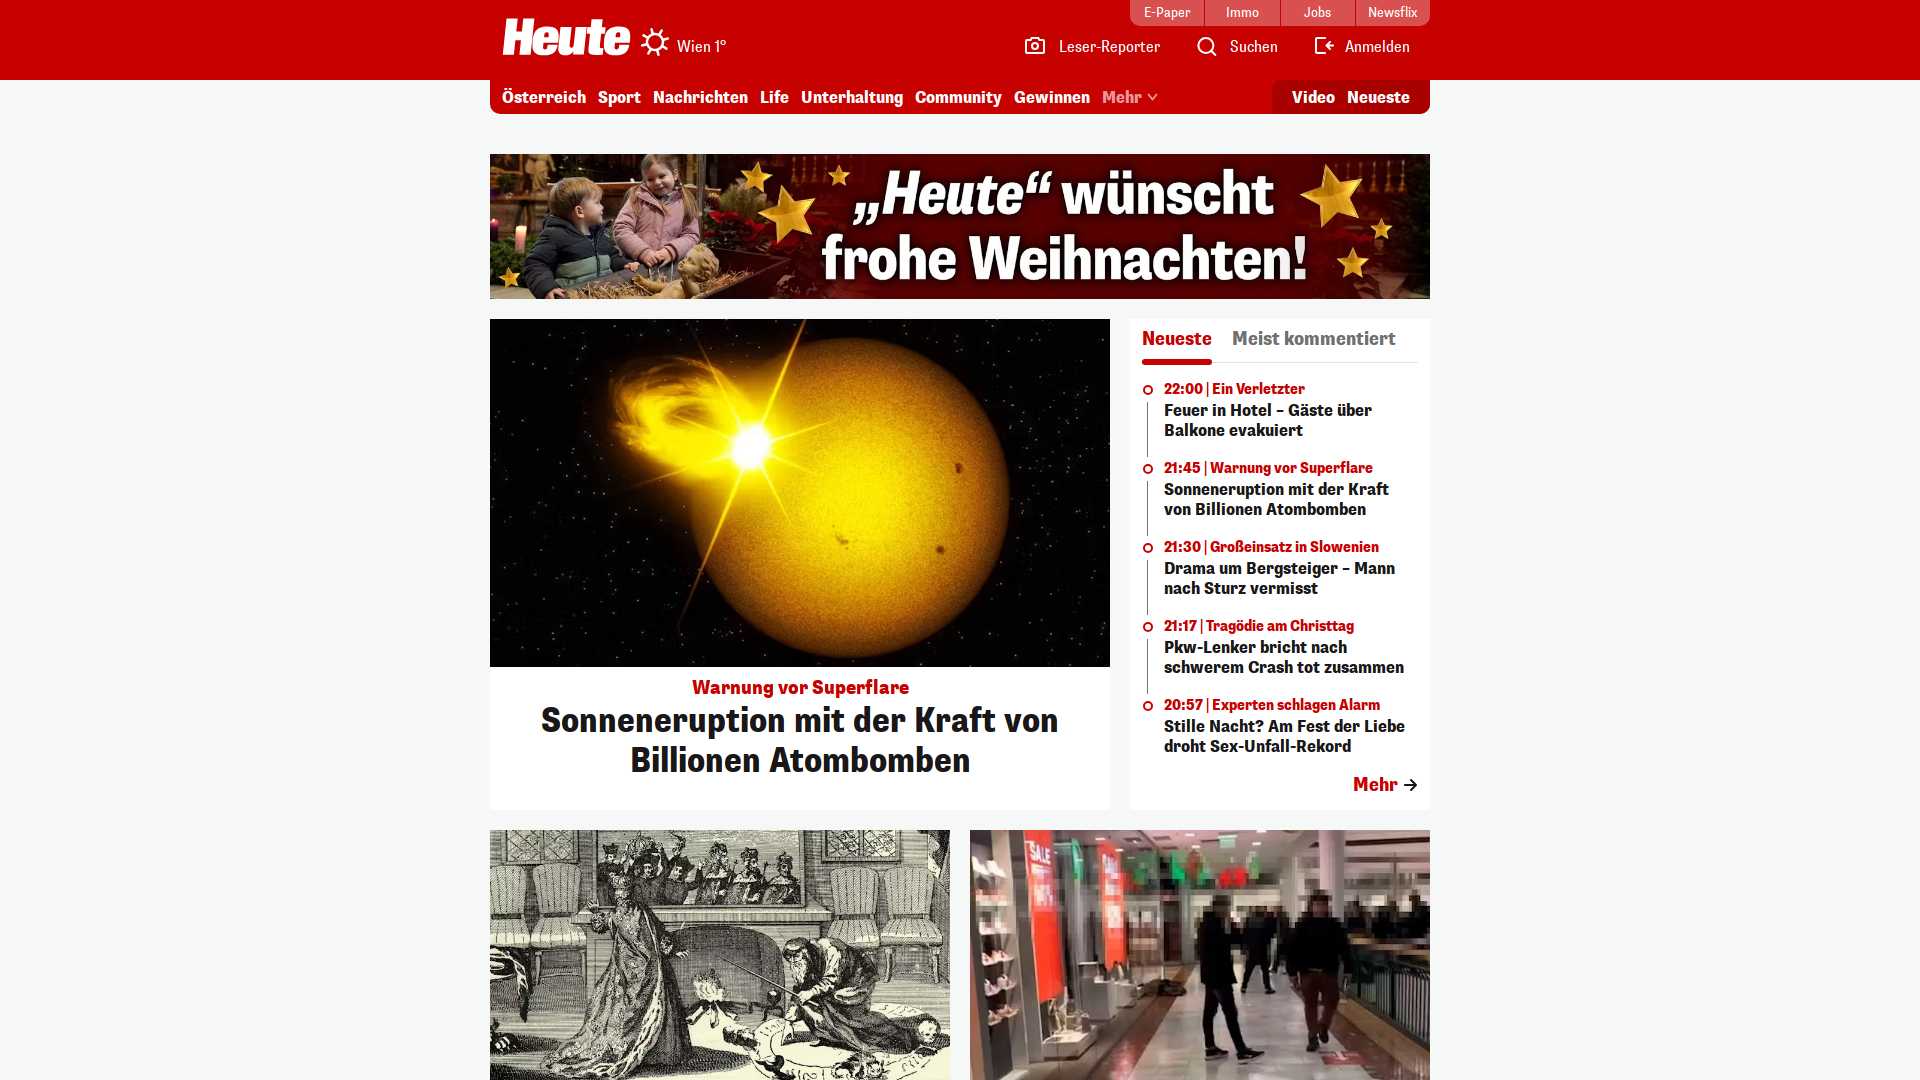 E-Paper
Immo
Jobs
Newsflix
Heute
Wien 1°
Leser-Reporter
Suchen
Anmelden
Österreich
Sport
Nachrichten
Life
Unterhaltung
Community
Gewinnen
Mehr
Video
Neueste
„Heute“ wünscht
frohe Weihnachten!
Warnung vor Superflare
Sonneneruption mit der Kraft von
Billionen Atombomben
Neueste
Meist kommentiert
22:00 | Ein Verletzter
Feuer in Hotel – Gäste über
Balkone evakuiert
21:45 | Warnung vor Superflare
Sonneneruption mit der Kraft
von Billionen Atombomben
21:30 | Großeinsatz in Slowenien
Drama um Bergsteiger – Mann
nach Sturz vermisst
21:17 | Tragödie am Christtag
Pkw-Lenker bricht nach
schwerem Crash tot zusammen
20:57 | Experten schlagen Alarm
Stille Nacht? Am Fest der Liebe
droht Sex-Unfall-Rekord
Mehr
SALE